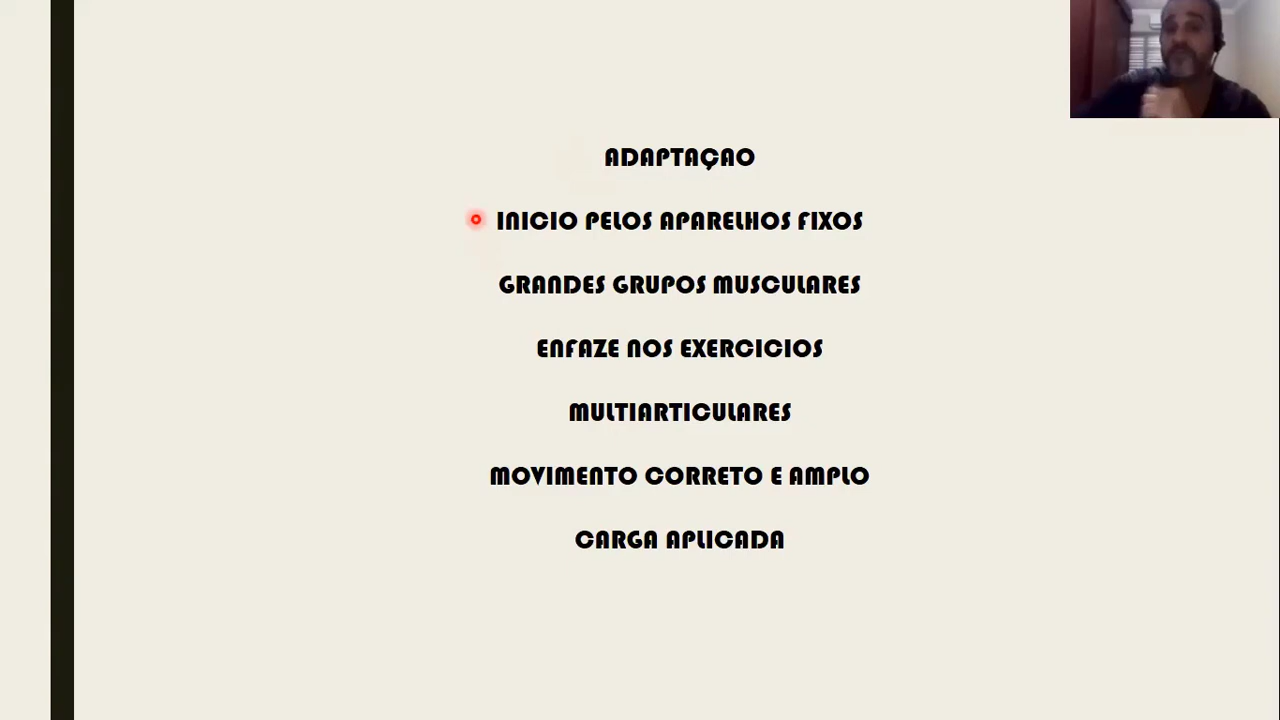 ADAPTAÇAO
INICIO PELOS APARELHOS FIXOS
GRANDES GRUPOS MUSCULARES
ENFAZE NOS EXERCICIOS
MULTIARTICULARES
MOVIMENTO CORRETO E AMPLO
CARGA APLICADA